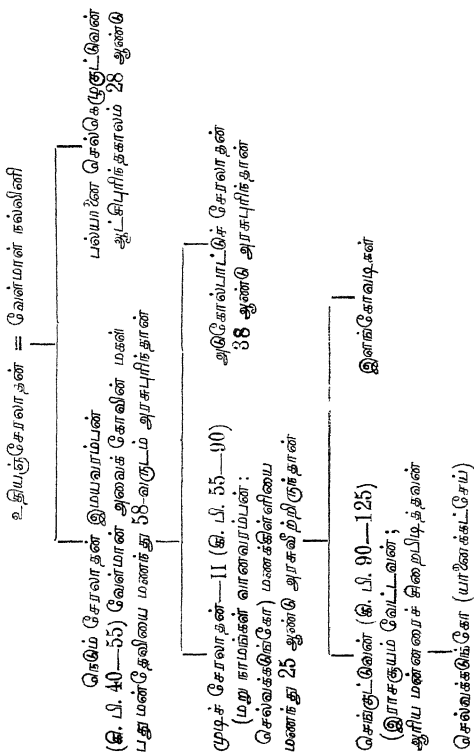 உதியஞ்சேரலாதன் = வேள்மான் நல்லினி
நெடும் சேரலாதன் இமயவரம்பன்
(கி. பி. 40—55) வேள்மான் அவைக் கோவின் மகள்
பதுமன்தேவியை மணந்து 58-வருடம் அரசுபுரிந்தான்
பல்யானை செல்கெழுகுட்டுவன்
ஆட்சிபுரிந்தகாலம் 28 ஆண்டு
முடிச் சேரலாதன்—II (கி. பி. 55—90)
(மறு நாமங்கள் வானவரம்பன் :
செல்வக்கடுங்கோ) மணக்கிள்ளியை
மணந்து 25 ஆண்டு அரசுவீற்றிருந்தான்
அடுகோல்பாட்டுச் சேரலாதன்
38 ஆண்டு அரசுபுரிந்தான்
செங்குட்டுவன் (கி. பி. 90—125)
(இராசசூயம் வேட்டவன் ;
ஆரிய மன்னரைச் சிறைபிடித்தவன்
இளங்கோவடிகள்
செல்வக்கடுங்கோ (யானைக்கட்சேய்)